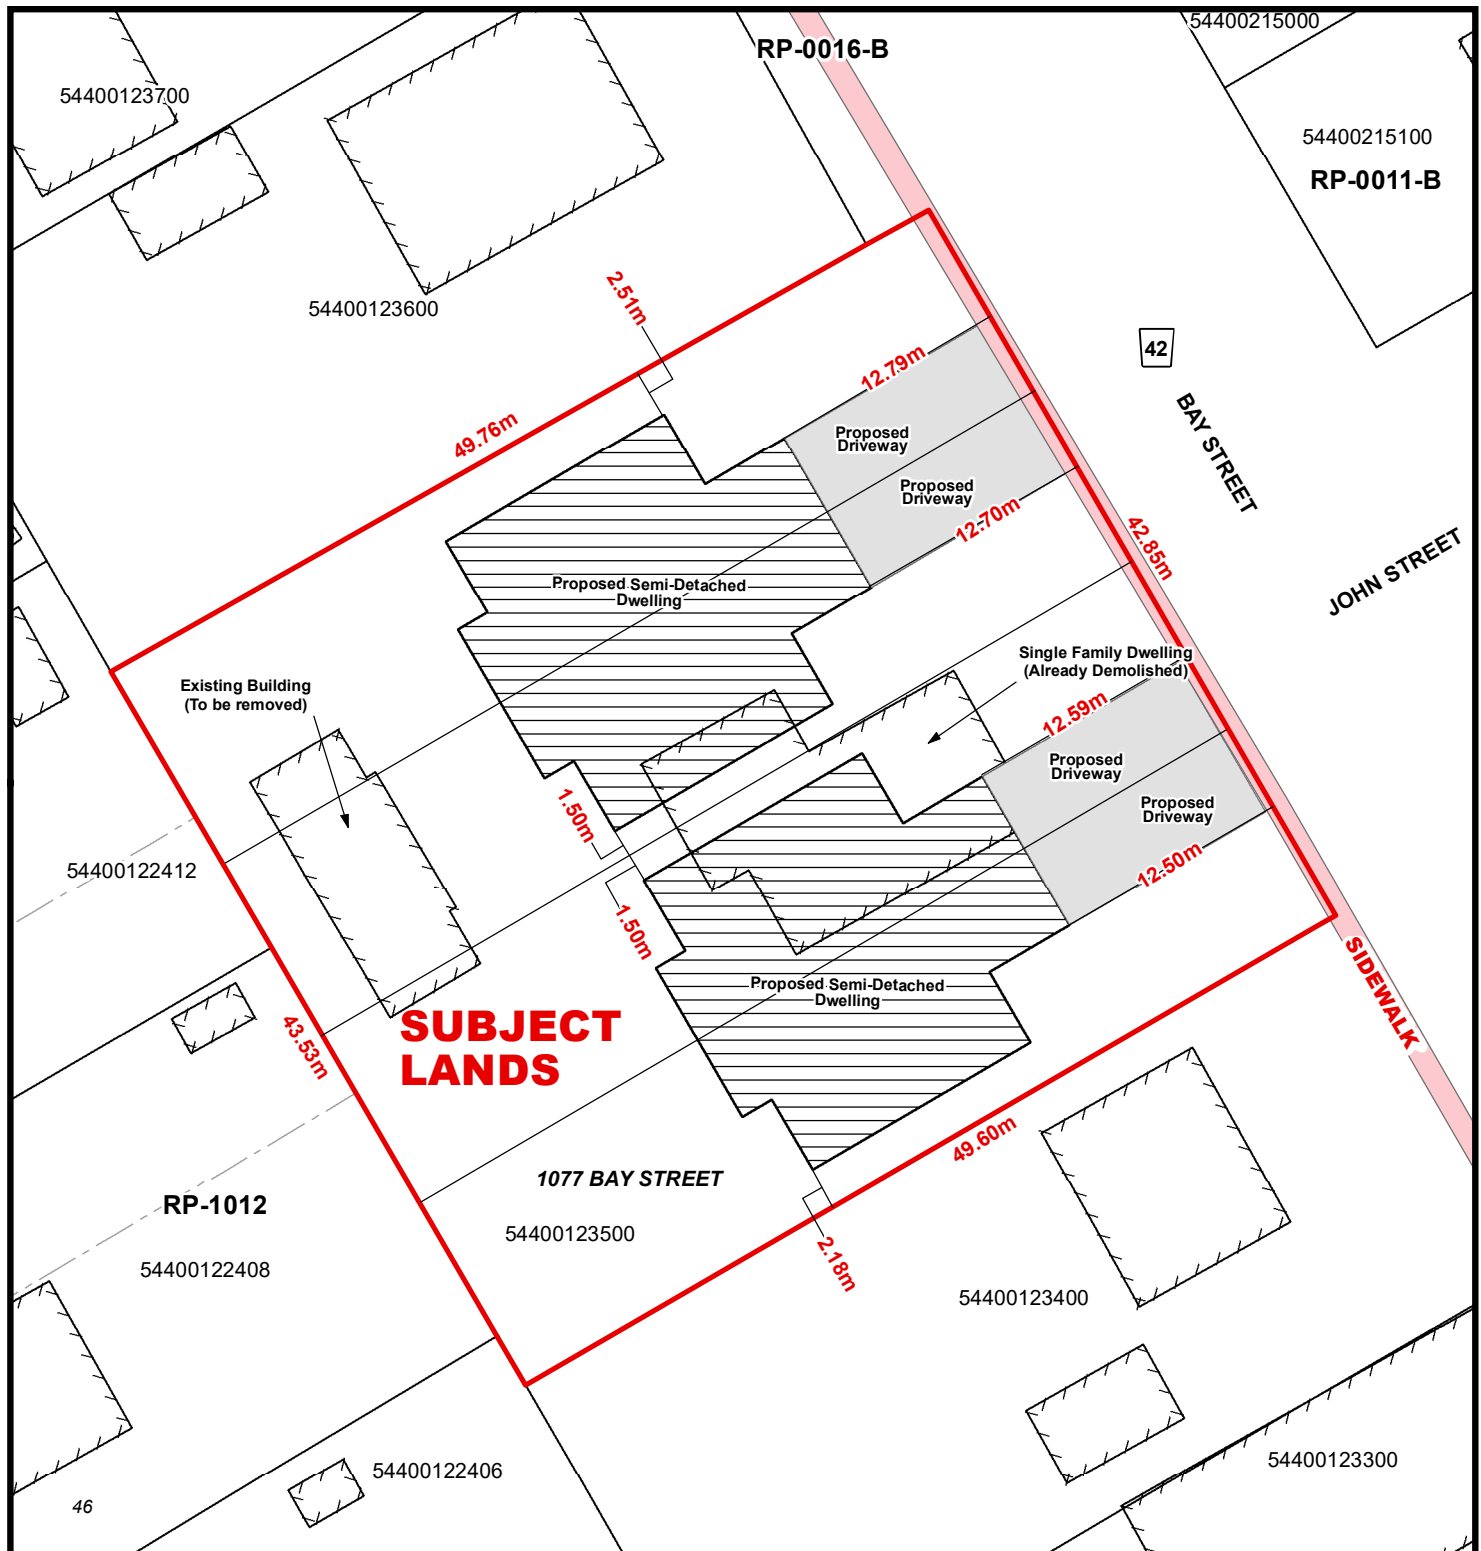 54400215000
RP-0016-B
54400123700
54400215100
RP-0011-B
2.51m
54400123600
42
12.79m
BAY STREET
49.76m
Proposed
Driveway
Proposed
Driveway
12.70m
42.85m
JOHN STREET
Proposed Semi-Detached
Dwelling
Single Family Dwelling
(Already Demolished)
Existing Building
(To be removed)
12.59m
Proposed
Driveway
Proposed
Driveway
1.50m
54400122412
12.50m
1.50m
SIDEWALK
Proposed Semi-Detached
Dwelling
43.53m
SUBJECT
LANDS
49.60m
1077 BAY STREET
RP-1012
54400123500
2.18m
54400122408
54400123400
54400122406
54400123300
46